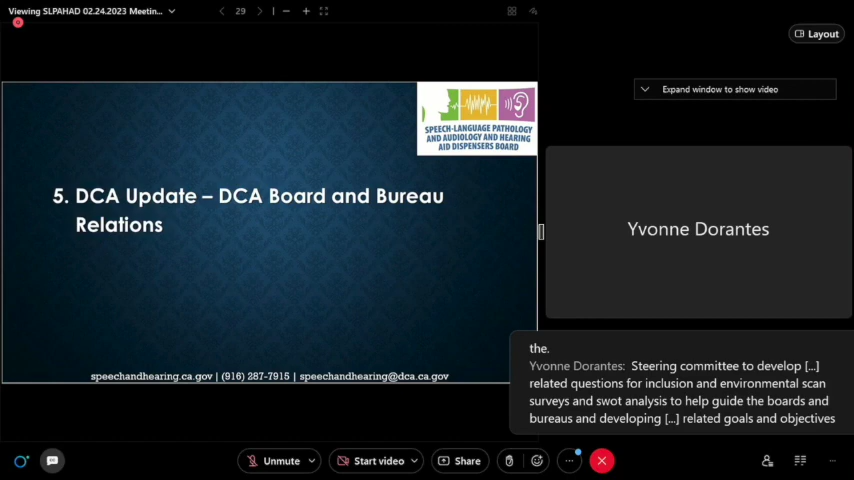 Viewing SLPAHAD 02.24.2023 Meetin...
29
Layout
Expand window to show video
SPEECH-LANGUAGE PATHOLOGY
AND AUDIOLOGY AND HEARING
AID DISPENSERS BOARD
5. DCA Update – DCA Board and Bureau
Relations
speechandhearing.ca.gov | (916) 287-7915 | speechandhearing@dca.ca.gov
Yvonne Dorantes
the.
Yvonne Dorantes: Steering committee to develop [...]
related questions for inclusion and environmental scan
surveys and swot analysis to help guide the boards and
bureaus and developing [...] related goals and objectives
Unmute
Start video
Share